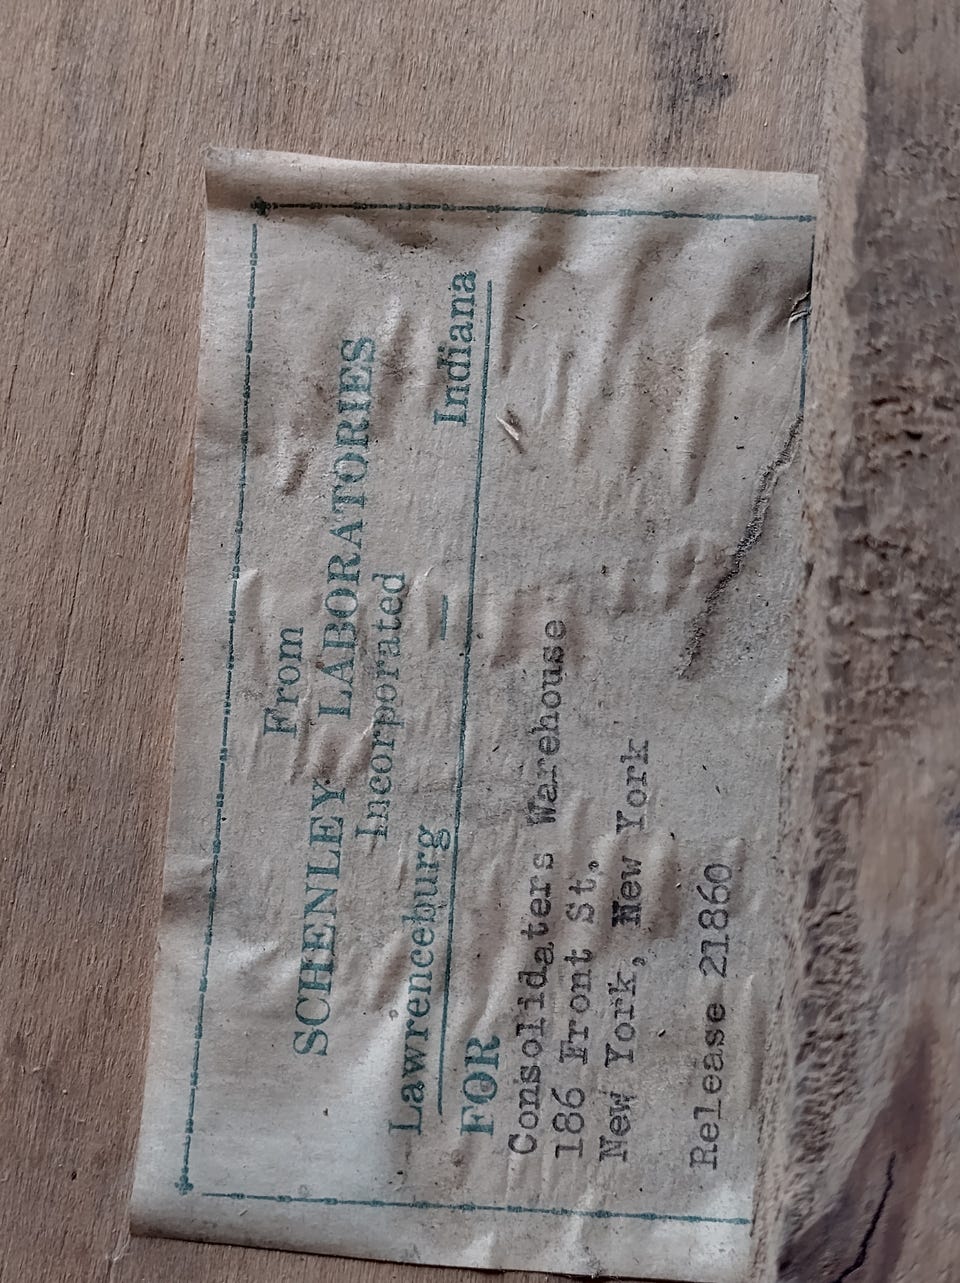 From
SCHENLEY LABORATORIES
Incorporated
Lawrenceburg — Indiana
FOR
Consolidaters Warehouse
186 Front St.
New York, New York
Release 21860